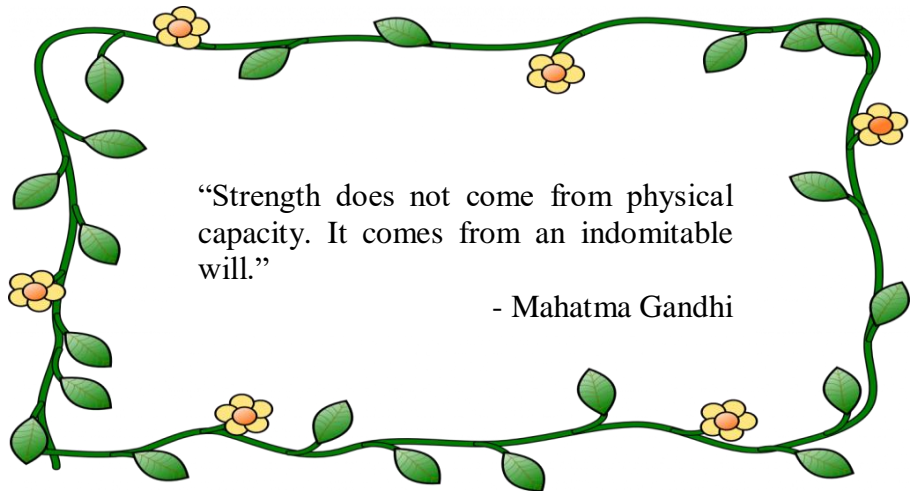 “Strength does not come from physical
capacity. It comes from an indomitable
will.”
- Mahatma Gandhi